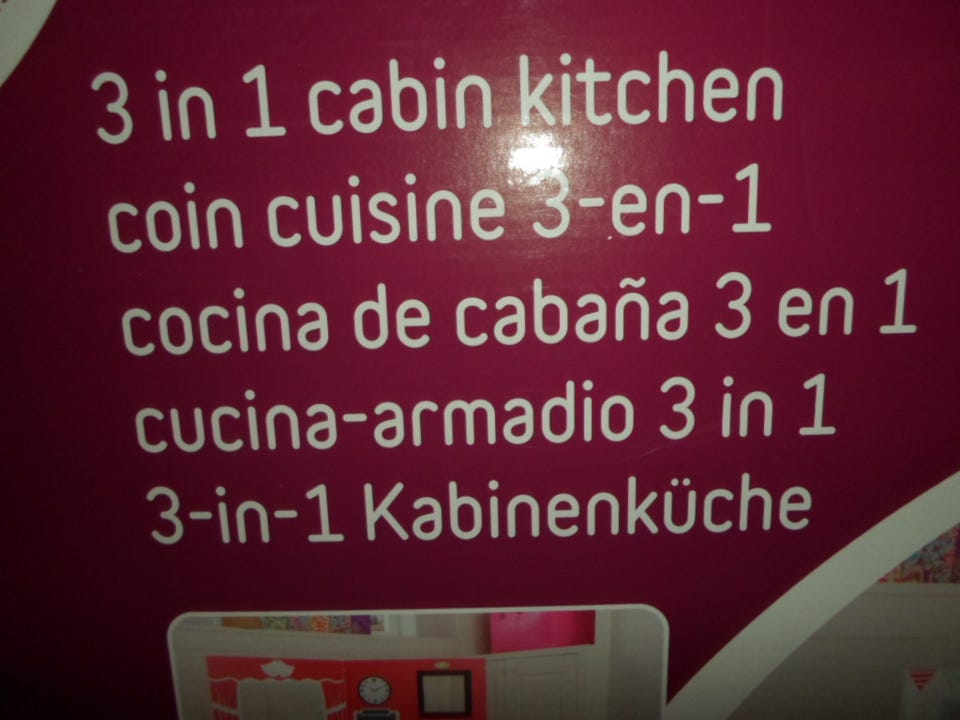 3 in 1 cabin kitchen
coin cuisine 3-en-1
cocina de cabaña 3 en 1
cucina-armadio 3 in 1
3-in-1 Kabinenküche